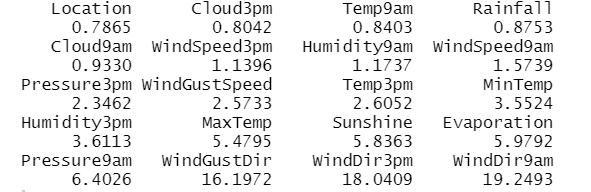 Location Cloud3pm Temp9am Rainfall
0.7865 0.8042 0.8403 0.8753
Cloud9am WindSpeed3pm Humidity9am WindSpeed9am
0.9330 1.1396 1.1737 1.5739
Pressure3pm WindGustSpeed Temp3pm MinTemp
2.3462 2.5733 2.6052 3.5524
Humidity3pm MaxTemp Sunshine Evaporation
3.6113 5.4795 5.8363 5.9792
Pressure9am WindGustDir WindDir3pm WindDir9am
6.4026 16.1972 18.0409 19.2493